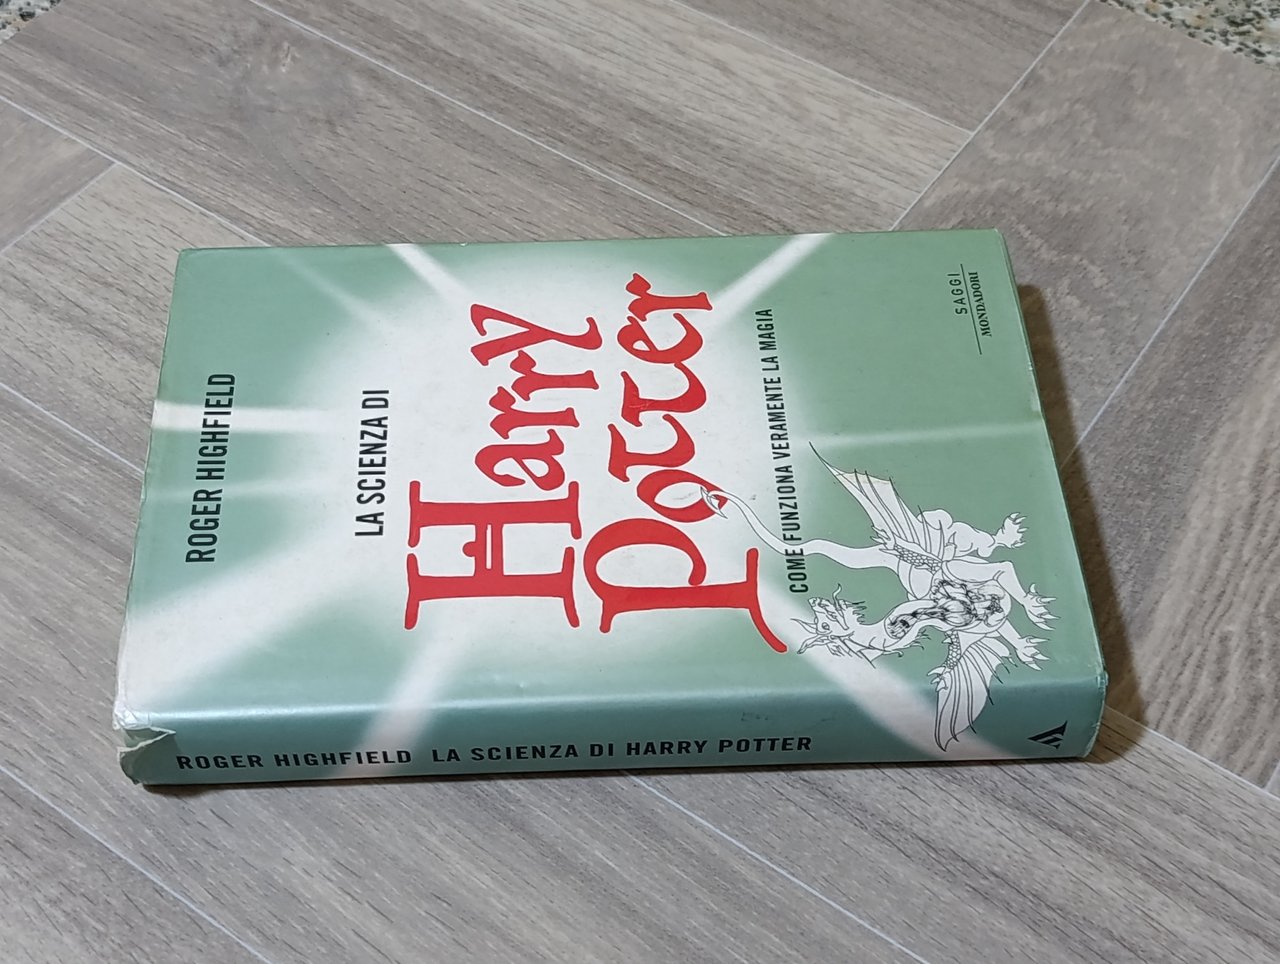 ROGER HIGHFIELD
LA SCIENZA DI
Harry
Potter
COME FUNZIONA VERAMENTE LA MAGIA
SAGGI
MONDADORI
ROGER HIGHFIELD LA SCIENZA DI HARRY POTTER